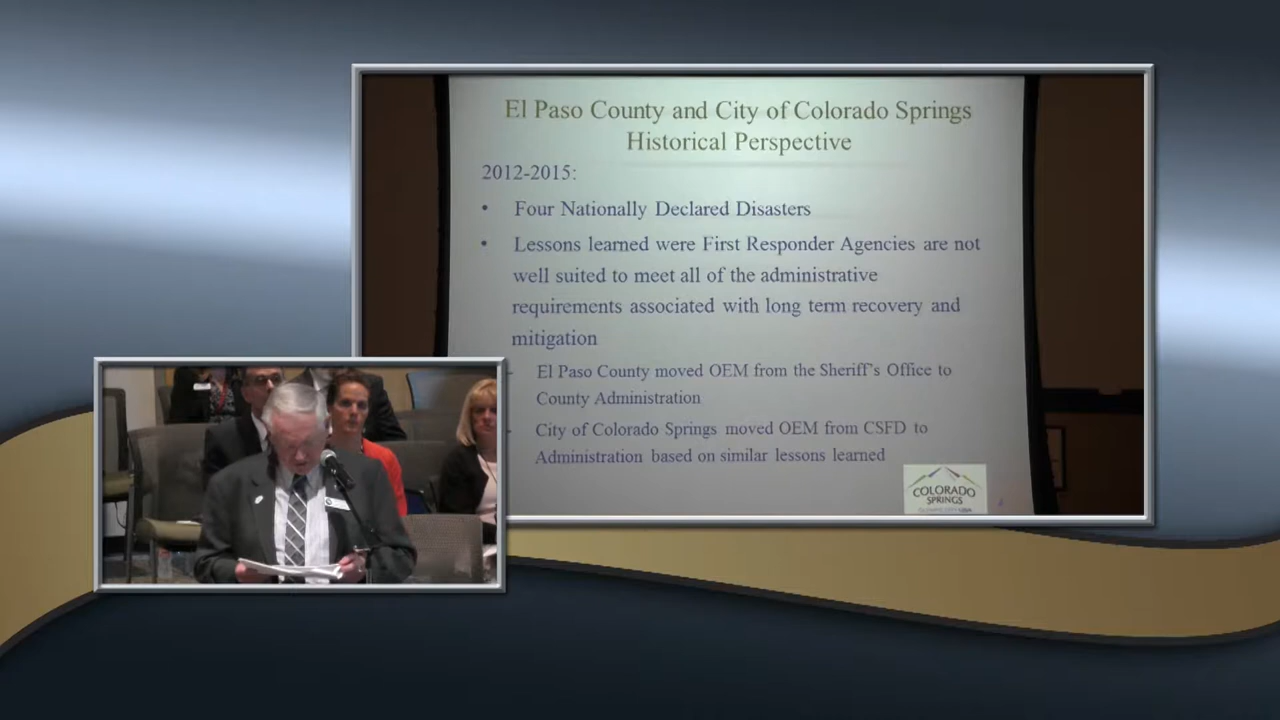 El Paso County and City of Colorado Springs
Historical Perspective
2012-2015:
• Four Nationally Declared Disasters
• Lessons learned were First Responder Agencies are not
well suited to meet all of the administrative
requirements associated with long term recovery and
mitigation
El Paso County moved OEM from the Sheriff's Office to
County Administration
City of Colorado Springs moved OEM from CSFD to
Administration based on similar lessons learned
COLORADO
SPRINGS
OLYMPIC CITY USA